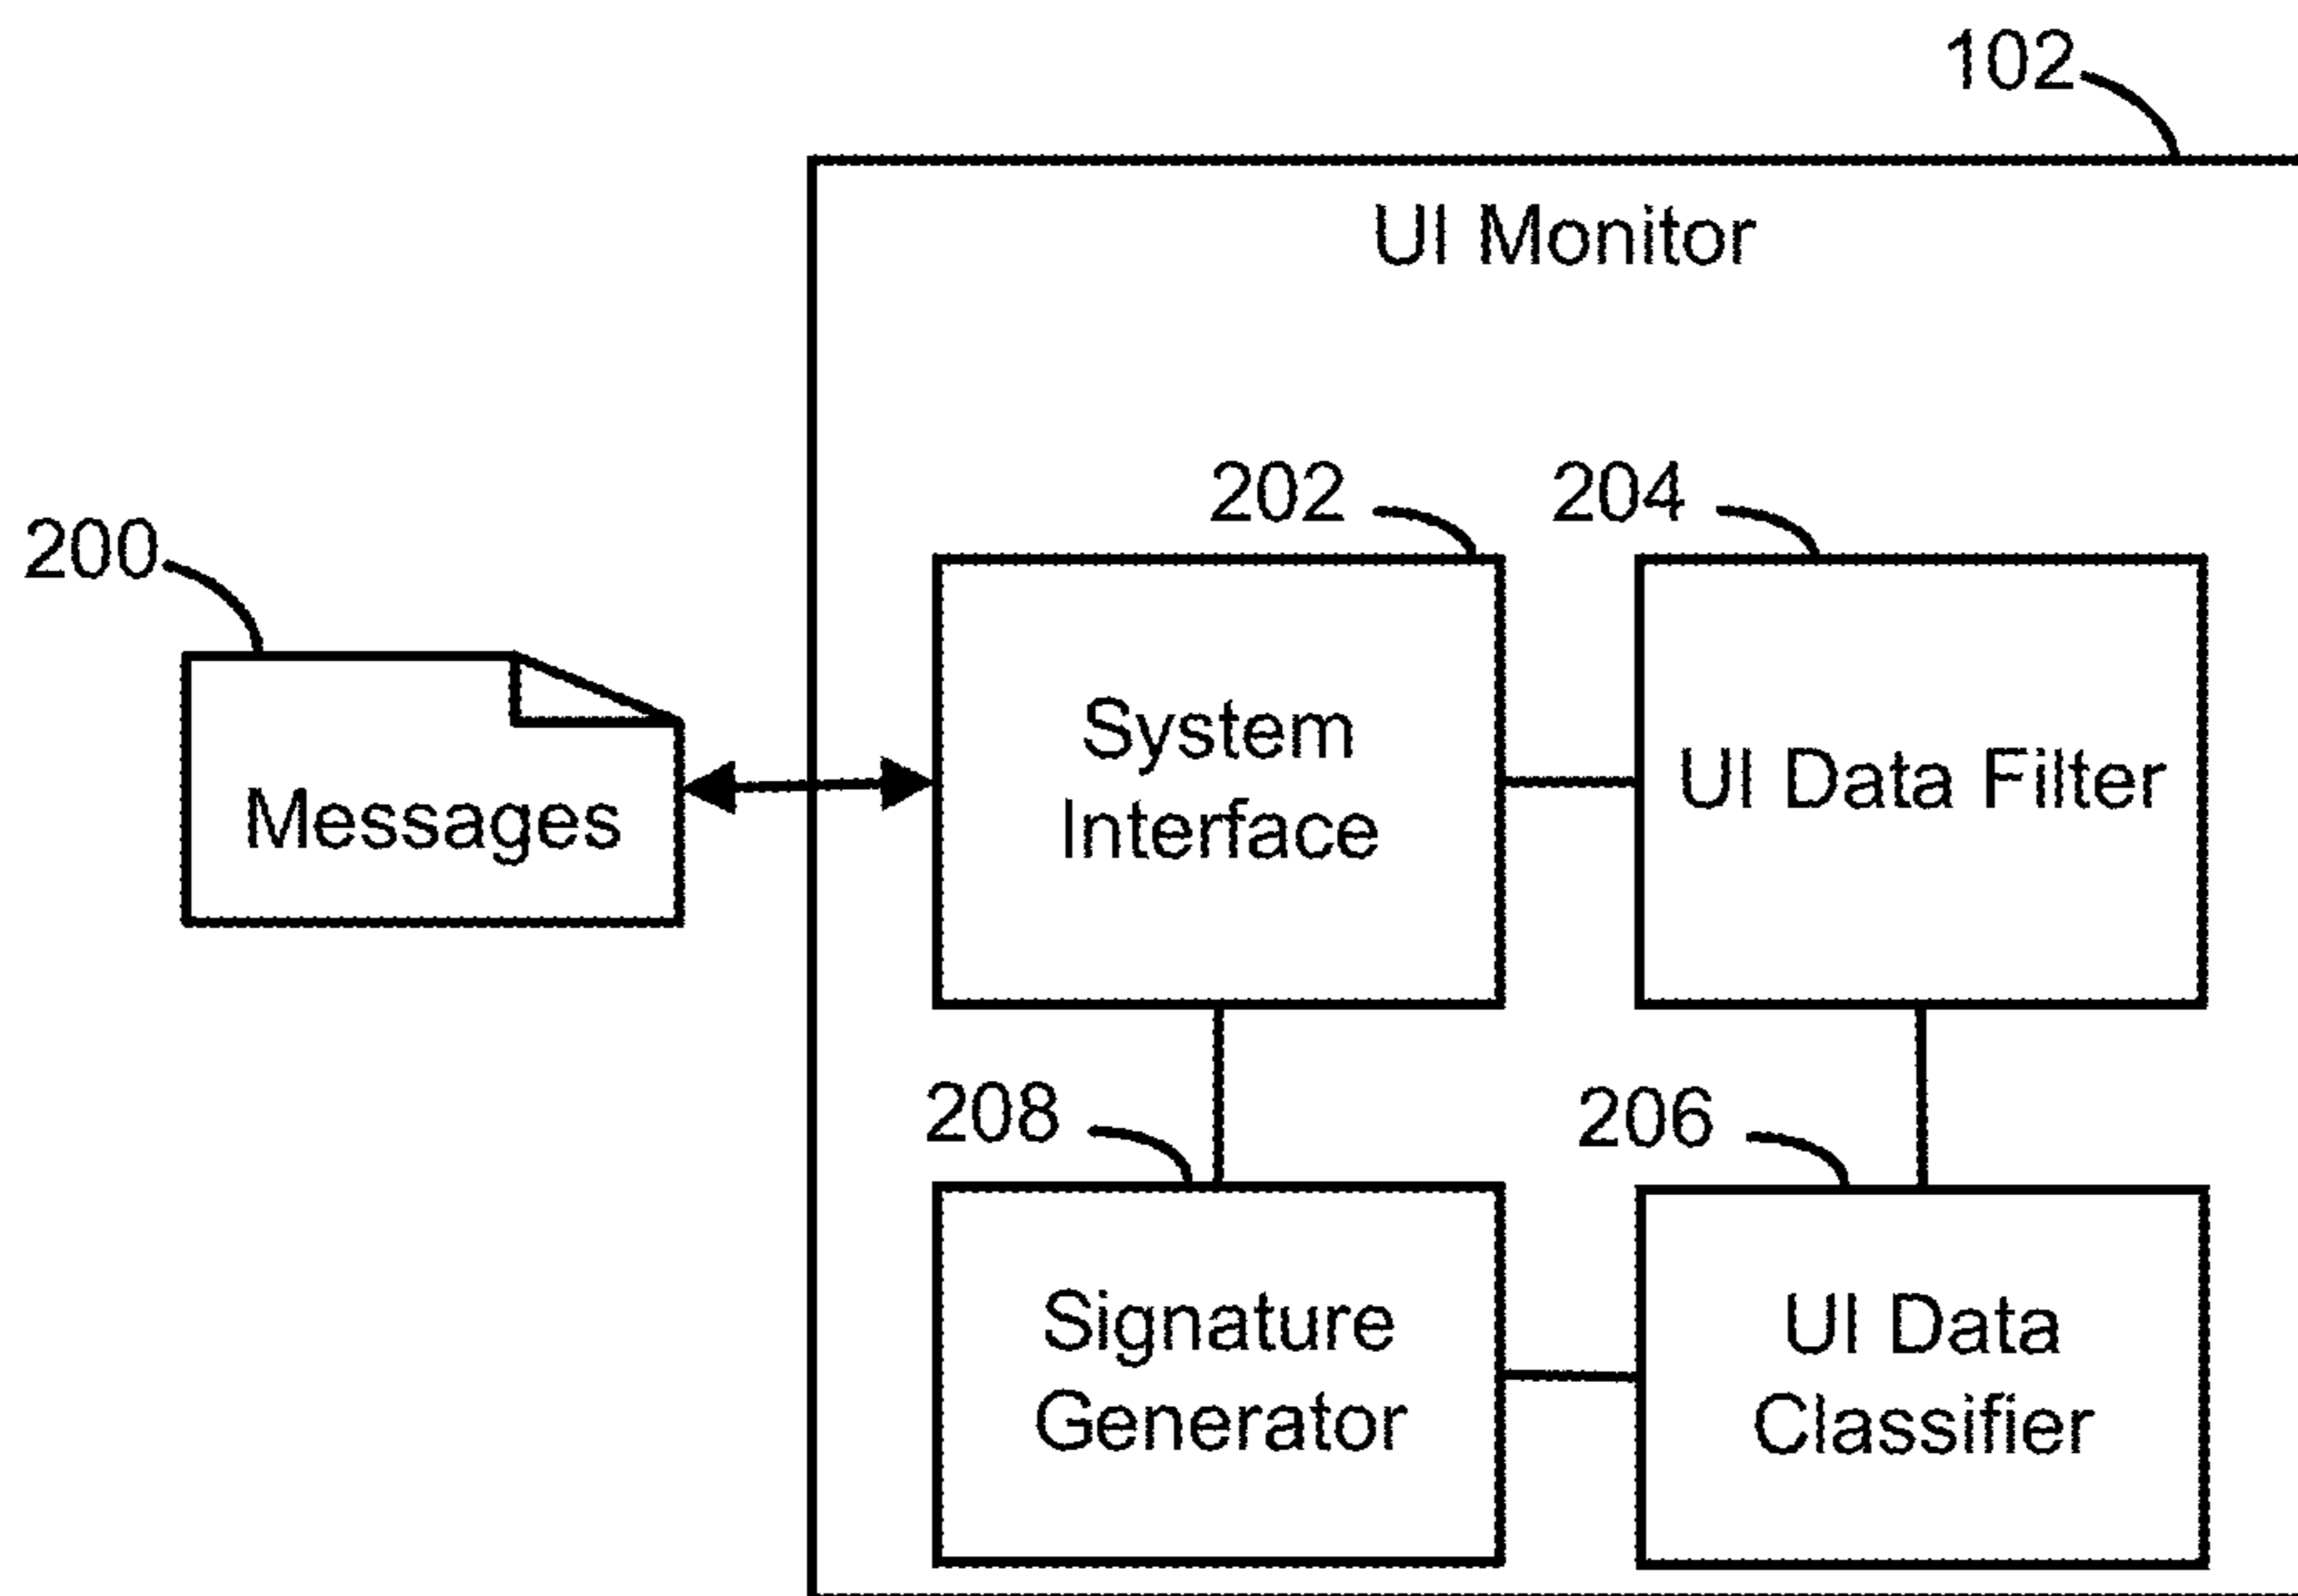 102
UI Monitor
202
204
200
System
Interface
UI Data Filter
Messages
208
206
Signature
Generator
UI Data
Classifier